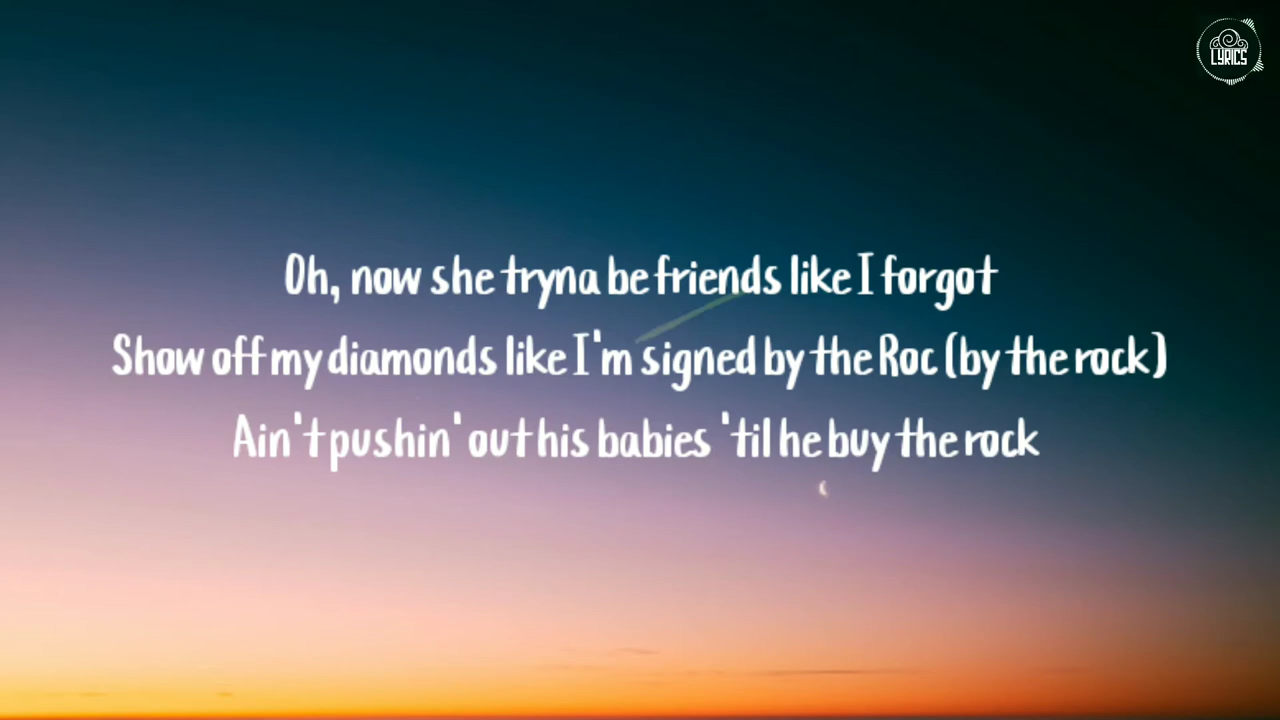 LYRICS
Oh, now she tryna be friends like I forgot
Show off my diamonds like I'm signed by the Roc (by the rock)
Ain't pushin' out his babies 'til he buy the rock